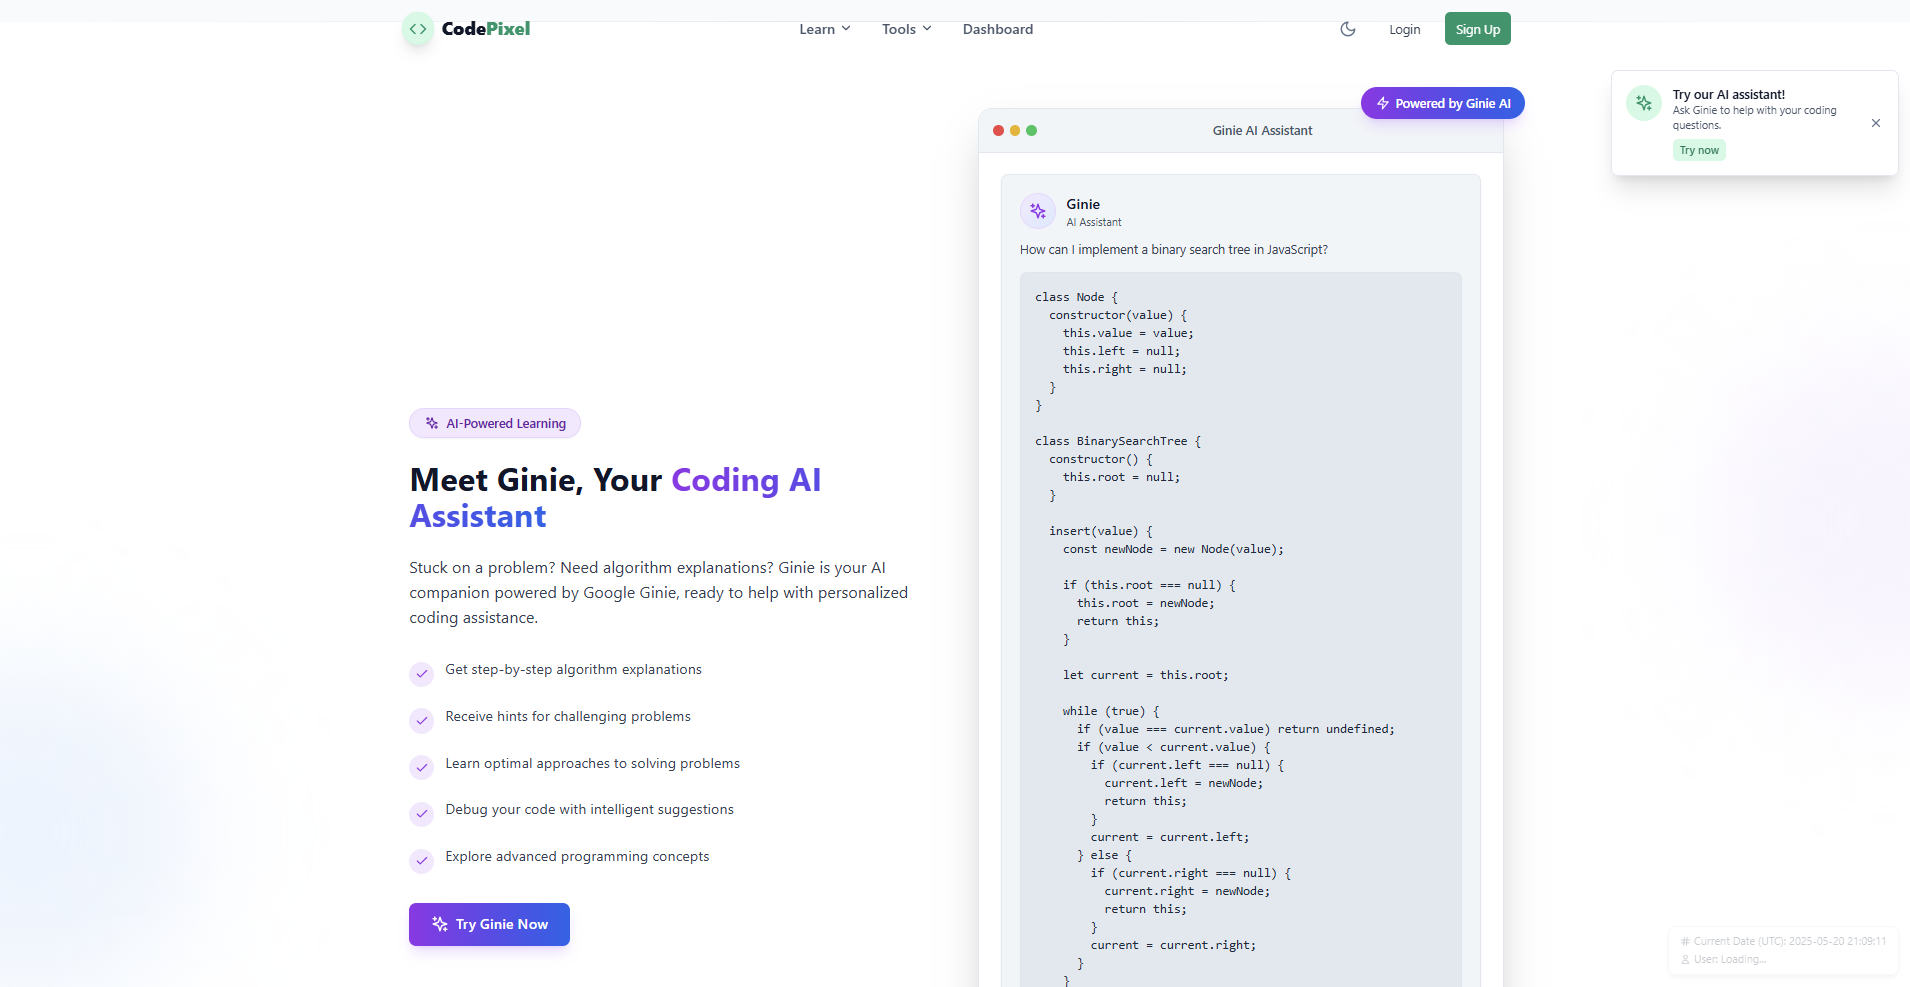 CodePixel
Learn
Tools
Dashboard
Login
Sign Up
Powered by Ginie AI
Try our AI assistant!
Ask Ginie to help with your coding
questions.
Try now
AI-Powered Learning
Meet Ginie, Your Coding AI
Assistant
Stuck on a problem? Need algorithm explanations? Ginie is your AI
companion powered by Google Ginie, ready to help with personalized
coding assistance.
Get step-by-step algorithm explanations
Receive hints for challenging problems
Learn optimal approaches to solving problems
Debug your code with intelligent suggestions
Explore advanced programming concepts
Try Ginie Now
Ginie AI Assistant
Ginie
AI Assistant
How can I implement a binary search tree in JavaScript?
class Node {
  constructor(value) {
    this.value = value;
    this.left = null;
    this.right = null;
  }
}
class BinarySearchTree {
  constructor() {
    this.root = null;
  }
  insert(value) {
    const newNode = new Node(value);
    if (this.root === null) {
      this.root = newNode;
      return this;
    }
    let current = this.root;
    while (true) {
      if (value === current.value) return undefined;
      if (value < current.value) {
        if (current.left === null) {
          current.left = newNode;
          return this;
        }
        current = current.left;
      } else {
        if (current.right === null) {
          current.right = newNode;
          return this;
        }
        current = current.right;
      }
    }
Current Date (UTC): 2025-05-20 21:09:11
User: Loading...